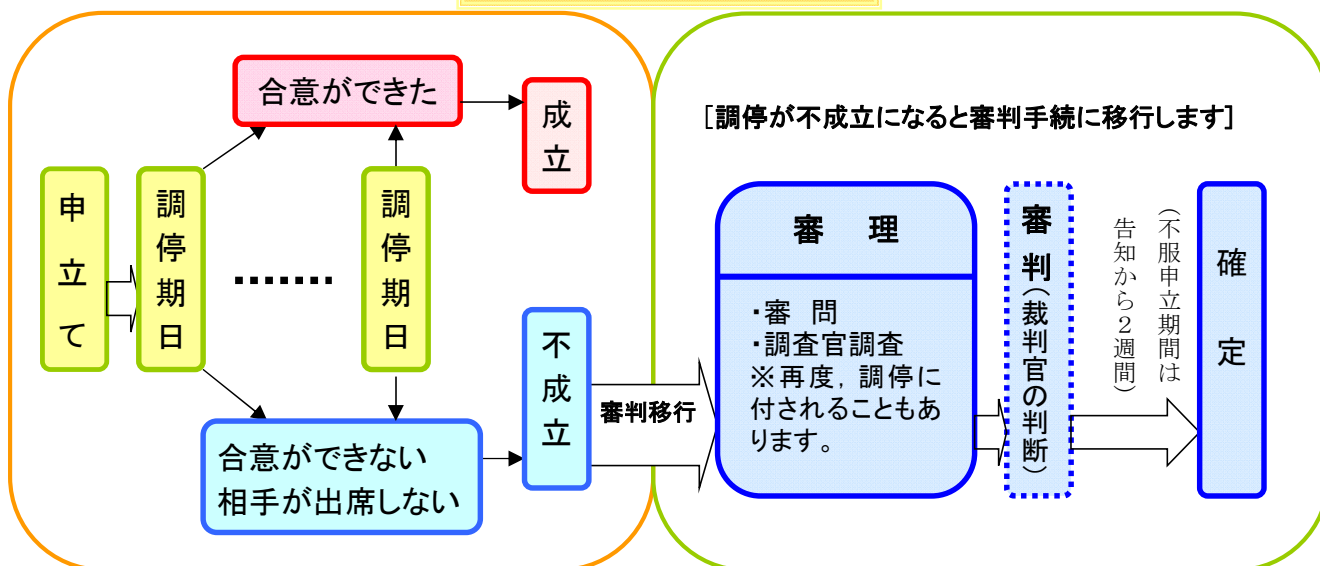 申立て
調停期日
合意ができた
調停期日
成立
合意ができない
相手が出席しない
不成立
審判移行
[調停が不成立になると審判手続に移行します]
審　理
・審　問
・調査官調査
※再度，調停に
付されることもあ
ります。
審判(裁判官の判断)
(不服申立期間は
告知から２週間)
確定